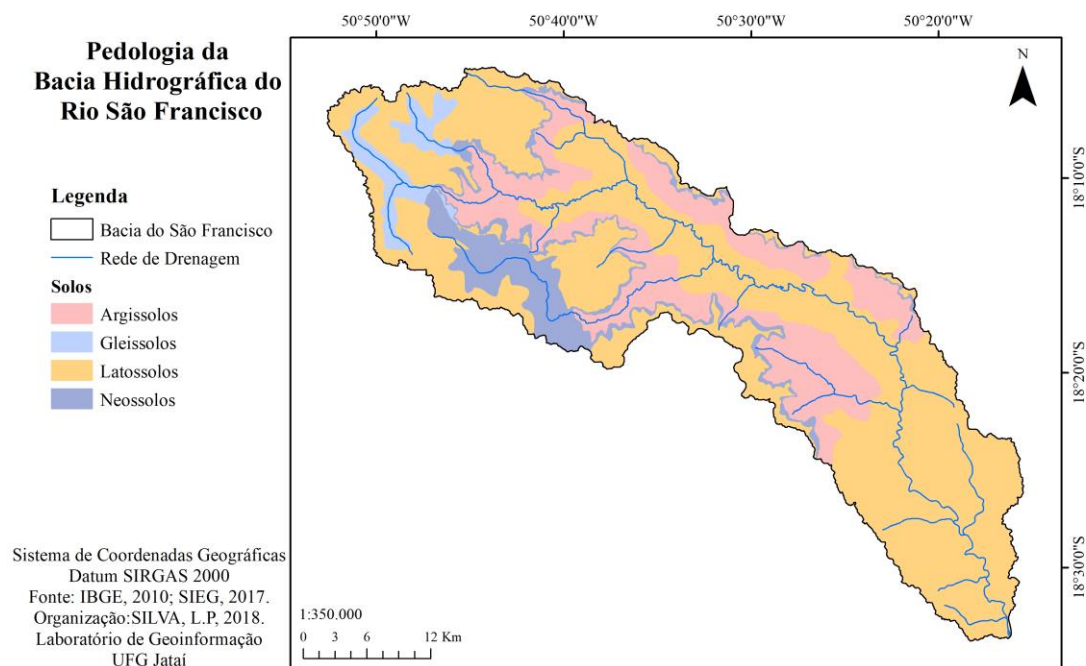 50°50'0"W 50°40'0"W 50°30'0"W 50°20'0"W
Pedologia da
Bacia Hidrográfica do
Rio São Francisco
N
18°10'0"S
Legenda
Bacia do São Francisco
Rede de Drenagem
Solos
Argissolos
Gleissolos
Latossolos
Neossolos
18°20'0"S
18°30'0"S
Sistema de Coordenadas Geográficas
Datum SIRGAS 2000
Fonte: IBGE, 2010; SIEG, 2017.
Organização:SILVA, L.P, 2018.
Laboratório de Geoinformação
UFG Jataí
1:350.000
0 3 6 12 Km